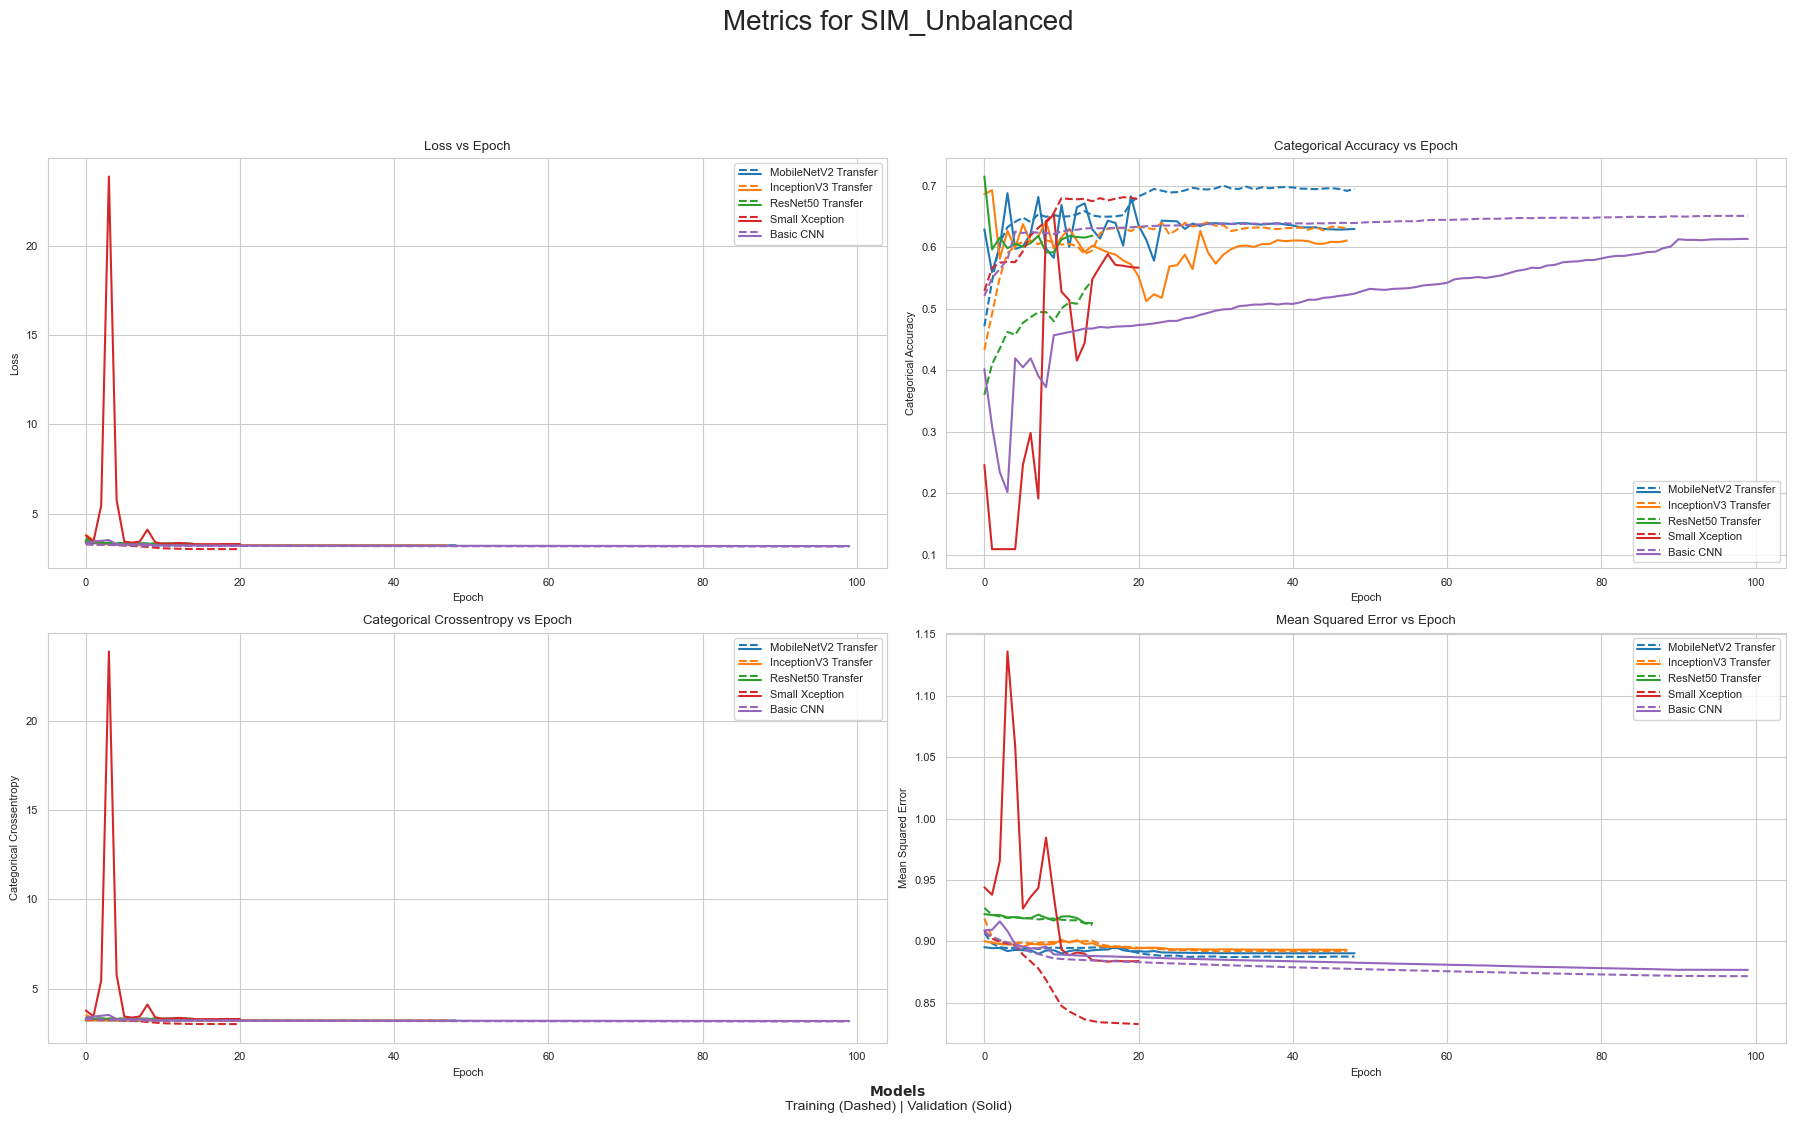 Metrics for SIM_Unbalanced
Loss vs Epoch
Loss
20
15
10
5
0
20
40
60
80
100
Epoch
MobileNetV2 Transfer
InceptionV3 Transfer
ResNet50 Transfer
Small Xception
Basic CNN
Categorical Accuracy vs Epoch
Categorical Accuracy
0.7
0.6
0.5
0.4
0.3
0.2
0.1
0
20
40
60
80
100
Epoch
MobileNetV2 Transfer
InceptionV3 Transfer
ResNet50 Transfer
Small Xception
Basic CNN
Categorical Crossentropy vs Epoch
Categorical Crossentropy
20
15
10
5
0
20
40
60
80
100
Epoch
MobileNetV2 Transfer
InceptionV3 Transfer
ResNet50 Transfer
Small Xception
Basic CNN
Mean Squared Error vs Epoch
Mean Squared Error
1.15
1.10
1.05
1.00
0.95
0.90
0.85
0
20
40
60
80
100
Epoch
MobileNetV2 Transfer
InceptionV3 Transfer
ResNet50 Transfer
Small Xception
Basic CNN
Models
Training (Dashed) | Validation (Solid)